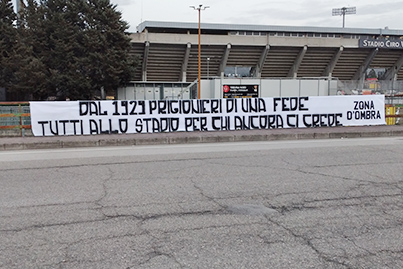 STADIO CIRO V
DAL 1929 PRIGIONIERI DI UNA FEDE
TUTTI ALLO STADIO PER CHI ANCORA CI CREDE
ZONA
D'OMBRA